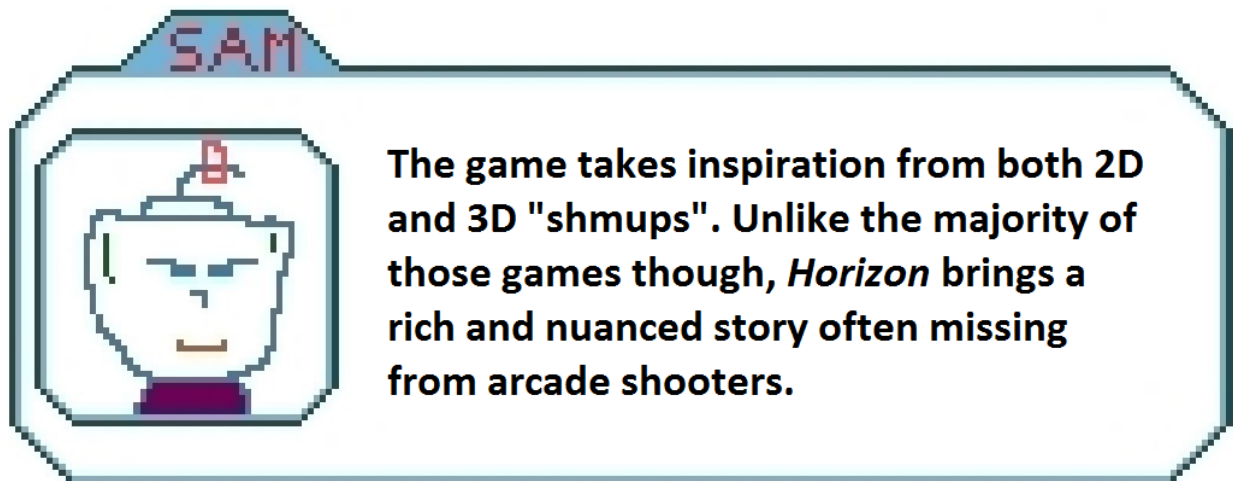 SAM
The game takes inspiration from both 2D
and 3D "shmups". Unlike the majority of
those games though, Horizon brings a
rich and nuanced story often missing
from arcade shooters.